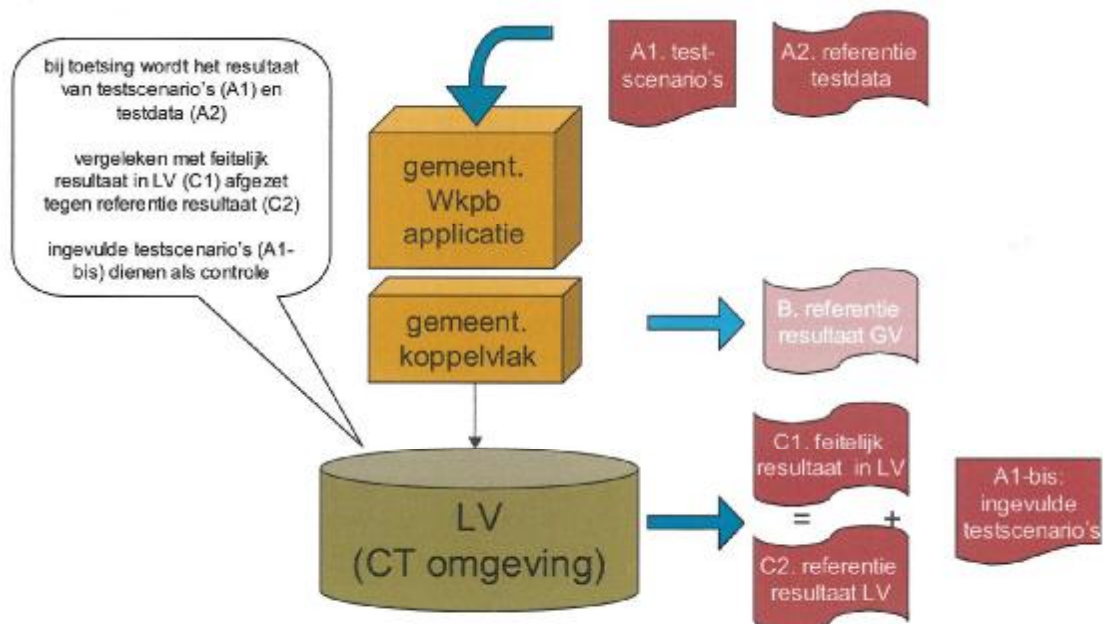 bij toetsing wordt het resultaat
van testscenario's (A1) en
testdata (A2)
vergeleken met feitelijk
resultaat in LV (C1) afgezet
tegen referentie resultaat (C2)
ingevulde testscenario's (A1-
bis) dienen als controle
A1. test-
scenario's
A2. referentie
testdata
gemeent.
Wkpb
applicatie
gemeent.
koppelvlak
B. referentie
resultaat GV
LV
(CT omgeving)
C1. feitelijk
resultaat in LV
= +
C2. referentie
resultaat LV
A1-bis:
ingevulde
testscenario's